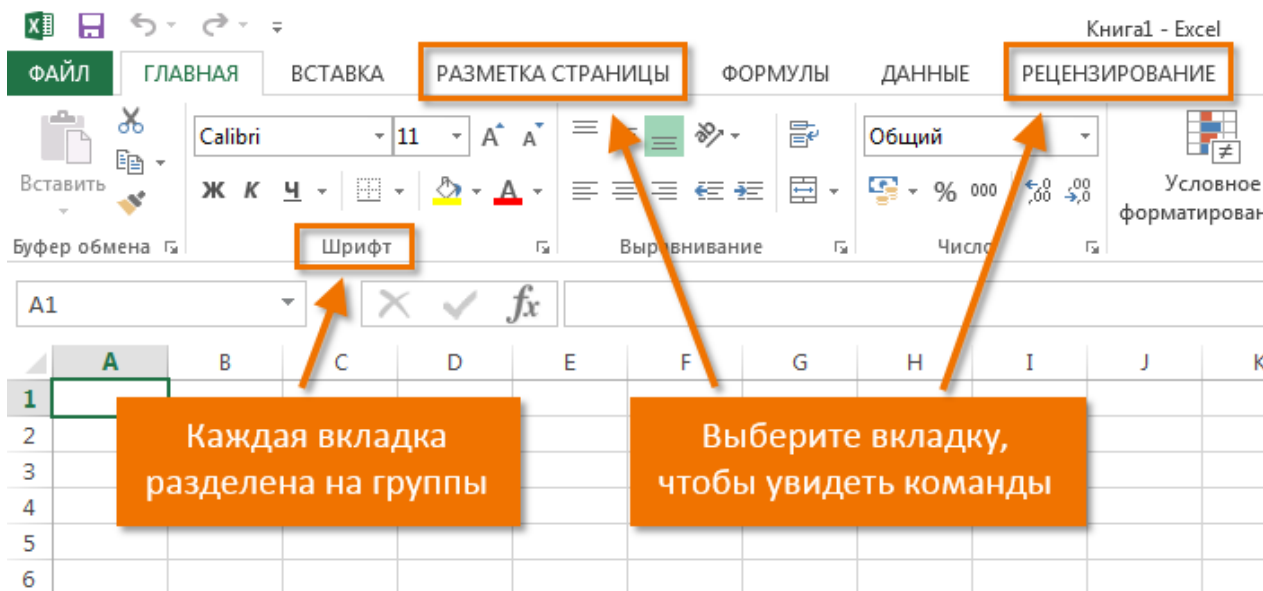 Книга1 - Excel
ФАЙЛ ГЛАВНАЯ ВСТАВКА РАЗМЕТКА СТРАНИЦЫ ФОРМУЛЫ ДАННЫЕ РЕЦЕНЗИРОВАНИЕ
Calibri 11 A A Общий
Вставить Ж К Ч A % 000 ,00 ,0 Условное
форматирован
Буфер обмена Шрифт Выравнивание Число
A1 fx
A B C D E F G H I J K
1
2
3
4
5
6
Каждая вкладка
разделена на группы
Выберите вкладку,
чтобы увидеть команды